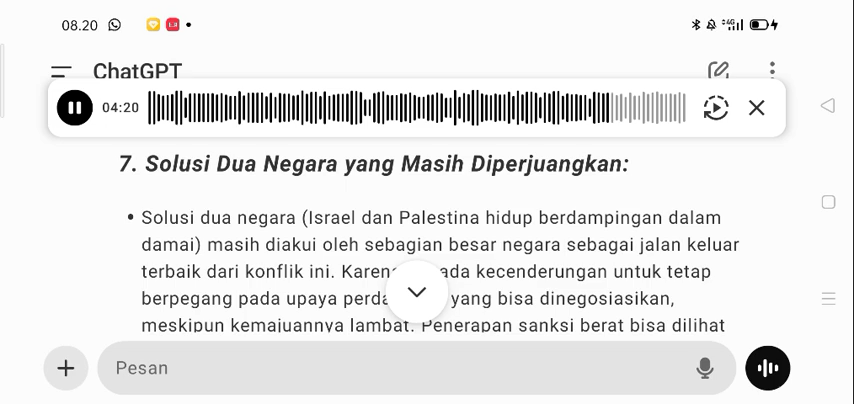 08.20
4G
ChatGPT
04:20
7. Solusi Dua Negara yang Masih Diperjuangkan:
• Solusi dua negara (Israel dan Palestina hidup berdampingan dalam
damai) masih diakui oleh sebagian besar negara sebagai jalan keluar
terbaik dari konflik ini. ada kecenderungan untuk tetap
berpegang pada upaya yang bisa dinegosiasikan,
meskipun kemajuannya lambat. Penerapan sanksi berat bisa dilihat
Pesan